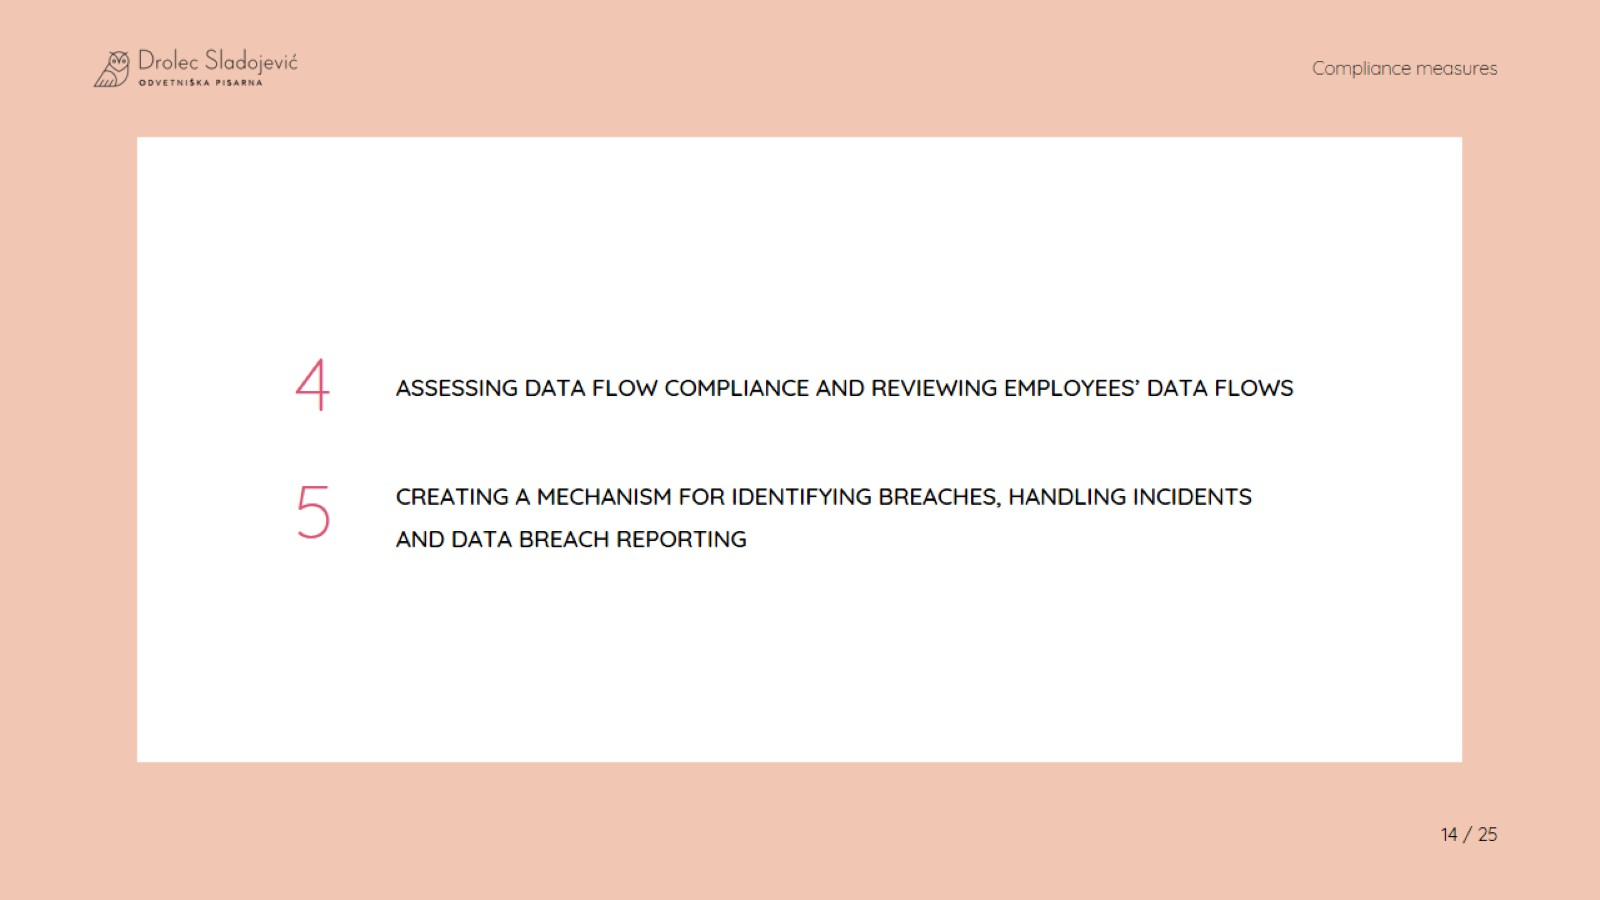 Drolec Sladojević
ODVETNIŠKA PISARNA
Compliance measures
4 ASSESSING DATA FLOW COMPLIANCE AND REVIEWING EMPLOYEES’ DATA FLOWS
5 CREATING A MECHANISM FOR IDENTIFYING BREACHES, HANDLING INCIDENTS
AND DATA BREACH REPORTING
14 / 25